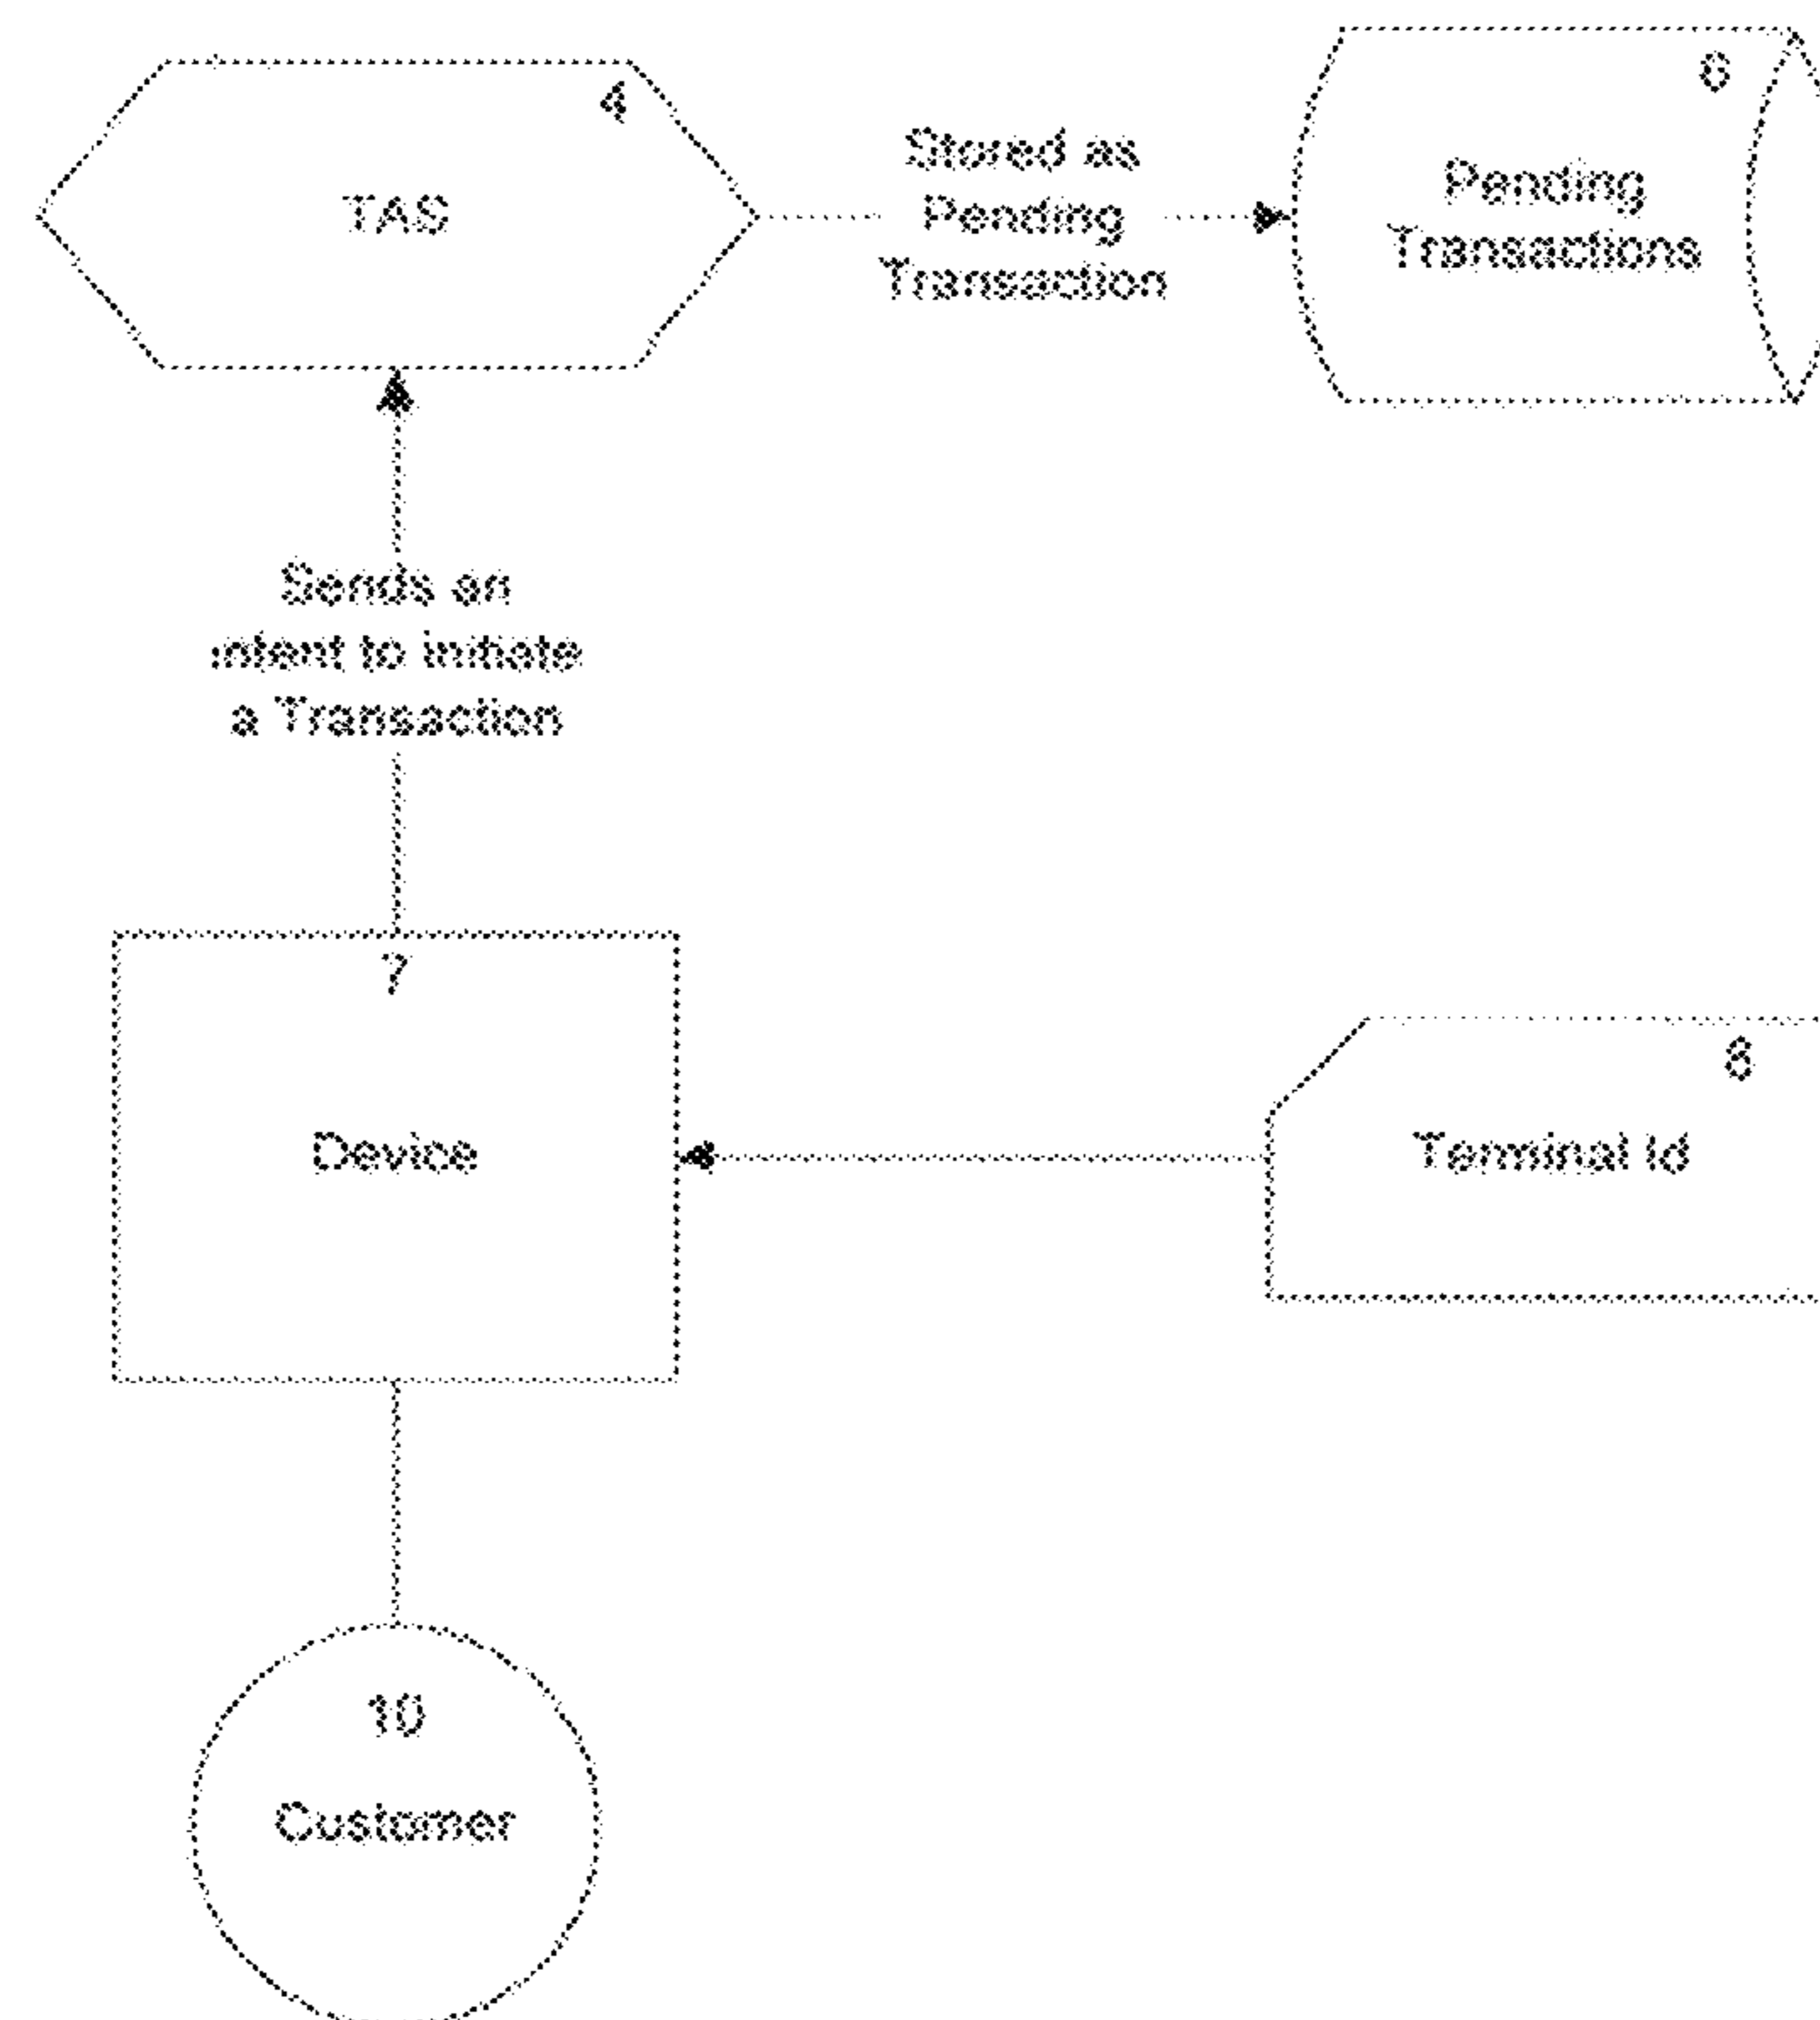 4
TAS
Stored as
Pending
Transaction
6
Pending
Transactions
Sends an
intent to initiate
a Transaction
7
Device
8
Terminal Id
10
Customer